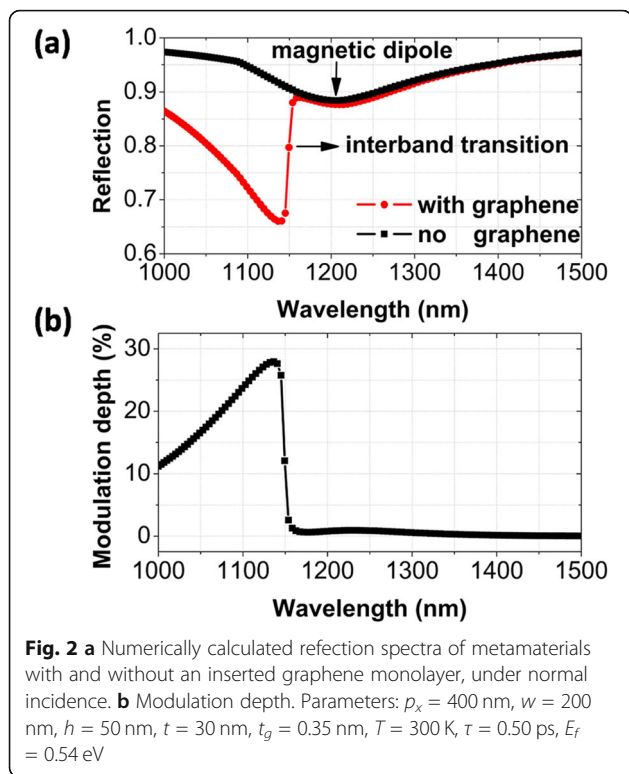 (a)
1.0
0.9
0.8
0.7
0.6
Reflection
magnetic dipole
interband transition
with graphene
no graphene
1000 1100 1200 1300 1400 1500
Wavelength (nm)
(b)
30
20
10
0
Modulation depth (%)
1000 1100 1200 1300 1400 1500
Wavelength (nm)
Fig. 2 a Numerically calculated refection spectra of metamaterials
with and without an inserted graphene monolayer, under normal
incidence. b Modulation depth. Parameters: pₓ = 400 nm, w = 200
nm, h = 50 nm, t = 30 nm, t_g = 0.35 nm, T = 300 K, τ = 0.50 ps, E_f
= 0.54 eV